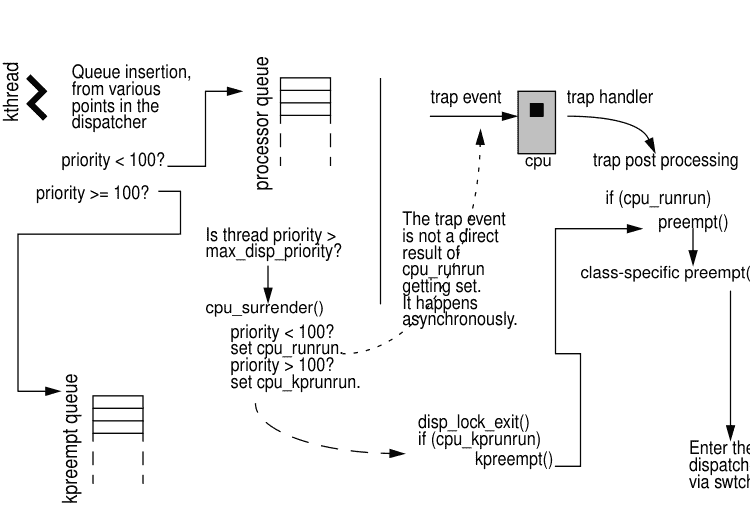 kthread
Queue insertion,
from various
points in the
dispatcher
priority < 100?
priority >= 100?
processor queue
kpreempt queue
Is thread priority >
max_disp_priority?
cpu_surrender()
priority < 100?
set cpu_runrun.
priority > 100?
set cpu_kprunrun.
trap event
cpu
trap handler
trap post processing
The trap event
is not a direct
result of
cpu_runrun
getting set.
It happens
asynchronously.
if (cpu_runrun)
preempt()
class-specific preempt(
disp_lock_exit()
if (cpu_kprunrun)
kpreempt()
Enter the
dispatch
via swtc